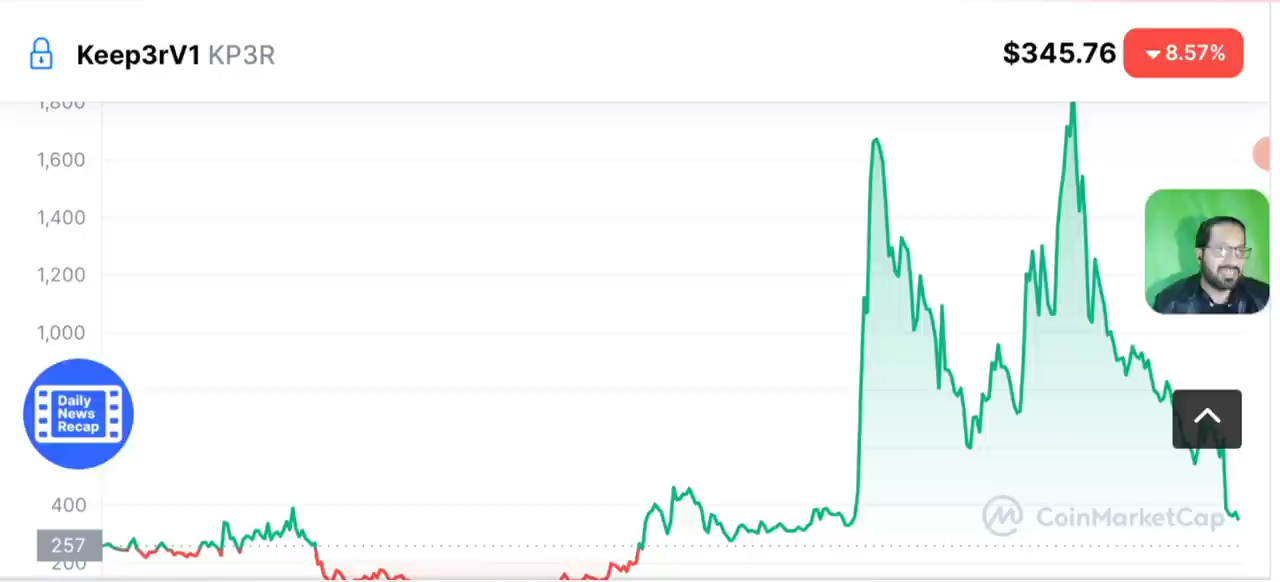 Keep3rV1 KP3R
$345.76
8.57%
1,800
1,600
1,400
1,200
1,000
Daily
News
Recap
400
257
200
CoinMarketCap